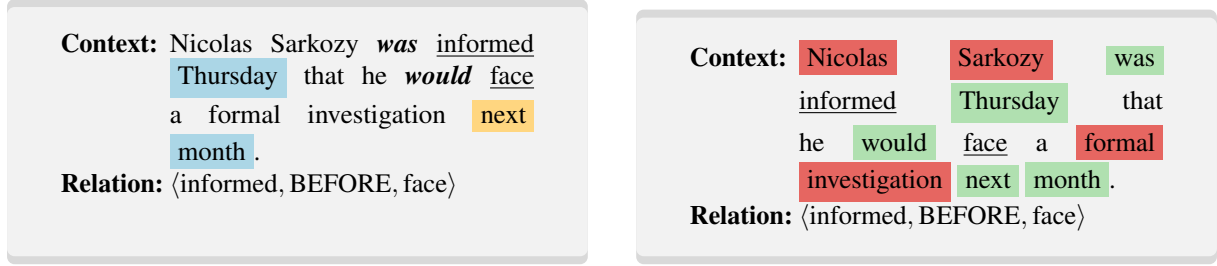 Context: Nicolas Sarkozy was informed
Thursday that he would face
a formal investigation next
month.
Relation: ⟨informed, BEFORE, face⟩
Context: Nicolas Sarkozy was
informed Thursday that
he would face a formal
investigation next month.
Relation: ⟨informed, BEFORE, face⟩